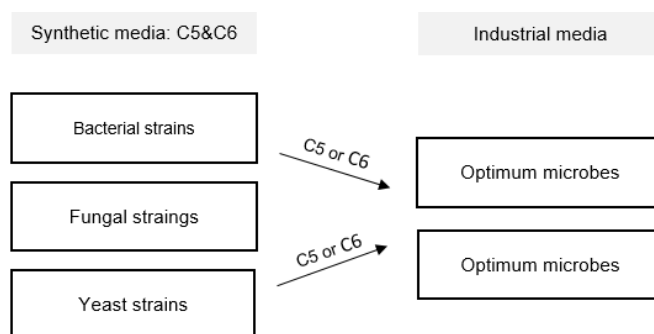 Synthetic media: C5&C6
Industrial media
Bacterial strains
C5 or C6
Optimum microbes
Fungal straings
C5 or C6
Optimum microbes
Yeast strains